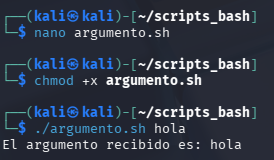 ┌──(kali㉿kali)-[~/scripts_bash]
└─$ nano argumento.sh
┌──(kali㉿kali)-[~/scripts_bash]
└─$ chmod +x argumento.sh
┌──(kali㉿kali)-[~/scripts_bash]
└─$ ./argumento.sh hola
El argumento recibido es: hola